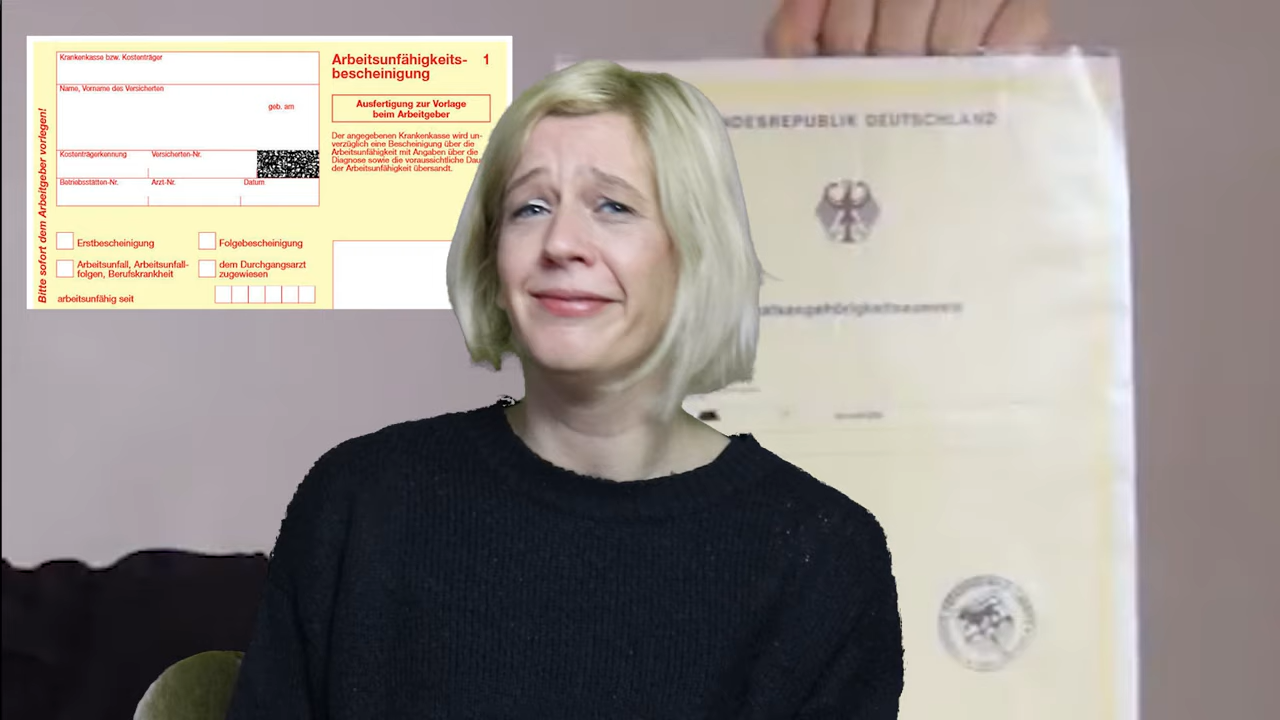 Krankenkasse bzw. Kostenträger
Name, Vorname des Versicherten
geb. am
Kostenträgerkennung
Versicherten-Nr.
Betriebsstätten-Nr.
Arzt-Nr.
Datum
Bitte sofort dem Arbeitgeber vorlegen!
Erstbescheinigung
Folgebescheinigung
Arbeitsunfall, Arbeitsunfall-
folgen, Berufskrankheit
dem Durchgangsarzt
zugewiesen
arbeitsunfähig seit
Arbeitsunfähigkeits- 1
bescheinigung
Ausfertigung zur Vorlage
beim Arbeitgeber
Der angegebenen Krankenkasse wird un-
verzüglich eine Bescheinigung über die
Arbeitsunfähigkeit mit Angaben über die
Diagnose sowie die voraussichtliche Dau
der Arbeitsunfähigkeit übersandt.
NDESREPUBLIK DEUTSCHLAND